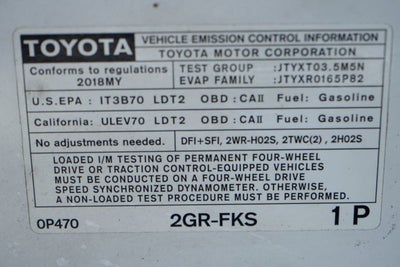 TOYOTA
VEHICLE EMISSION CONTROL INFORMATION
TOYOTA MOTOR CORPORATION
Conforms to regulations
2018MY
TEST GROUP :JTYXT03.5M5N
EVAP FAMILY :JTYXR0165P82
U.S.EPA : IT3B70 LDT2 OBD : CAII Fuel: Gasoline
California: ULEV70 LDT2 OBD : CAII Fuel: Gasoline
No adjustments needed. DFI+SFI, 2WR-H02S, 2TWC(2) , 2H02S
LOADED I/M TESTING OF PERMANENT FOUR-WHEEL
DRIVE OR TRACTION CONTROL-EQUIPPED VEHICLES
MUST BE CONDUCTED ON A FOUR-WHEEL DRIVE
SPEED SYNCHRONIZED DYNAMOMETER. OTHERWISE,
A NON-LOADED TEST PROCEDURE MUST BE PERFORMED.
0P470 2GR-FKS 1 P